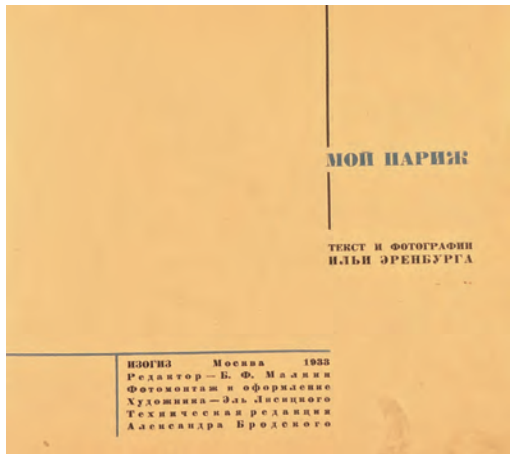 МОЙ ПАРИЖ
ТЕКСТ И ФОТОГРАФИИ
ИЛЬИ ЭРЕНБУРГА
ИЗОГИЗ Москва 1933
Редактор — Б. Ф. Малкин
Фотомонтаж и оформление
Художника — Эль Лисицкого
Техническая редакция
Александра Бродского